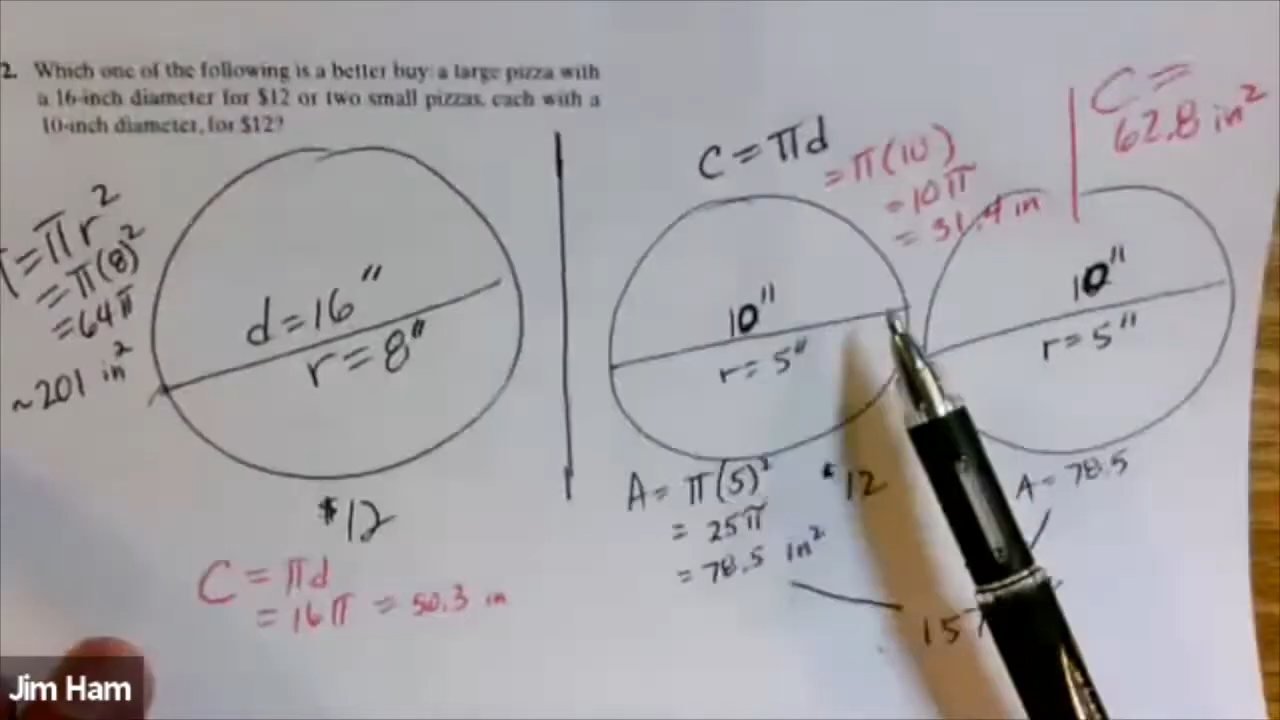 2. Which one of the following is a better buy: a large pizza with
a 16-inch diameter for $12 or two small pizzas, each with a
10-inch diameter, for $12?
= πr²
= π(8)²
= 64π
~201 in²
d = 16"
r = 8"
$12
C = πd
= 16π = 50.3 in
C = πd
= π(10)
= 10π
= 31.4 in
C =
62.8 in²
10"
r = 5"
10"
r = 5"
A = π(5)²
= 25π
= 78.5 in²
$12
A = 78.5
157
Jim Ham